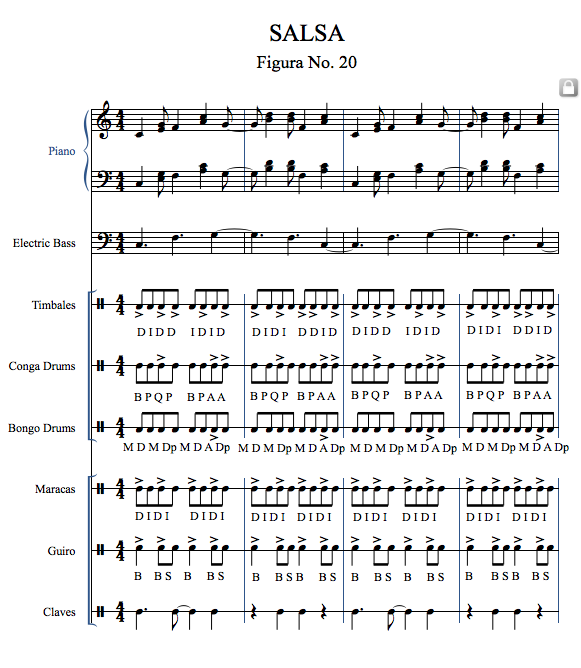 SALSA
Figura No. 20
Piano
Electric Bass
Timbales
D I D D I D I D D I D I D D I D D I D D I D I D D I D I D D I D
Conga Drums
B P Q P B P A A B P Q P B P A A B P Q P B P A A B P Q P B P A A
Bongo Drums
M D M Dp M D A Dp M D M Dp M D A Dp M D M Dp M D A Dp M D M Dp M D A Dp
Maracas
D I D I D I D I D I D I D I D I D I D I D I D I D I D I D I D I
Guiro
B B S B B S B B S B B S B B S B B S B B S B B S
Claves